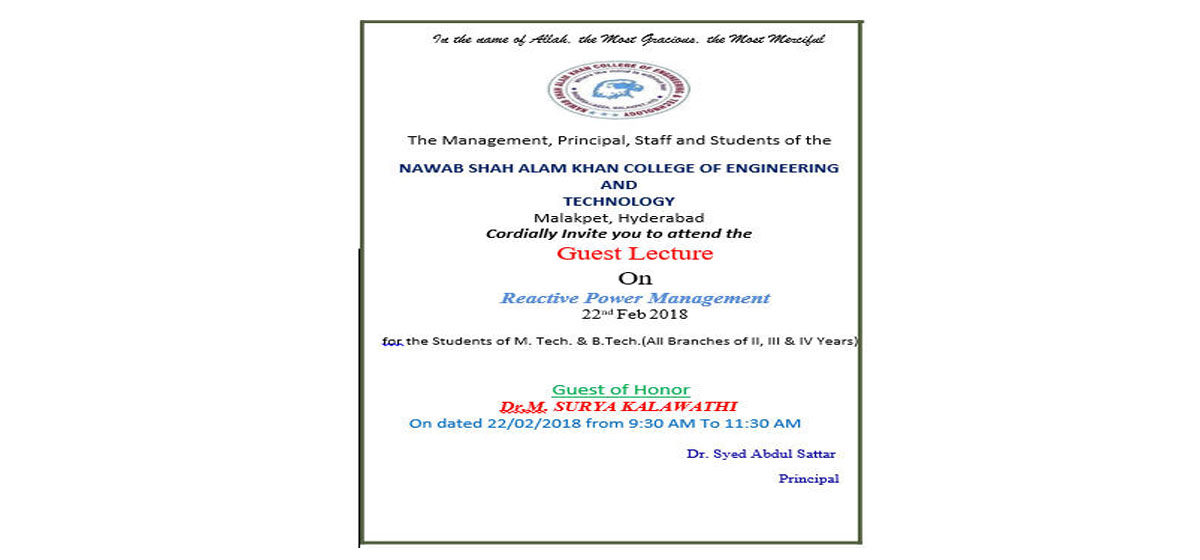 In the name of Allah, the Most Gracious, the Most Merciful
NAWAB SHAH ALAM KHAN COLLEGE OF ENGINEERING & TECHNOLOGY
The Management, Principal, Staff and Students of the
NAWAB SHAH ALAM KHAN COLLEGE OF ENGINEERING
AND
TECHNOLOGY
Malakpet, Hyderabad
Cordially Invite you to attend the
Guest Lecture
On
Reactive Power Management
22nd Feb 2018
for the Students of M. Tech. & B.Tech.(All Branches of II, III & IV Years)
Guest of Honor
Dr.M. SURYA KALAWATHI
On dated 22/02/2018 from 9:30 AM To 11:30 AM
Dr. Syed Abdul Sattar
Principal